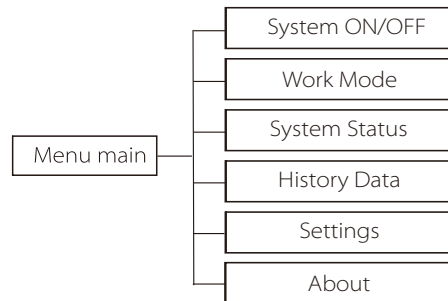 System ON/OFF
Work Mode
System Status
Menu main
History Data
Settings
About